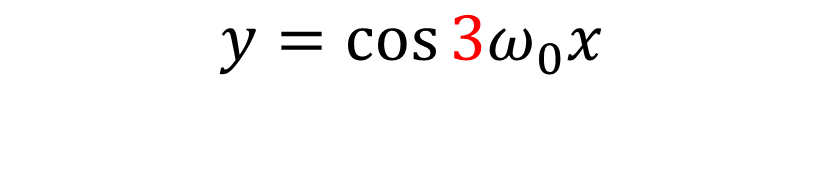 y = cos 3ω₀x